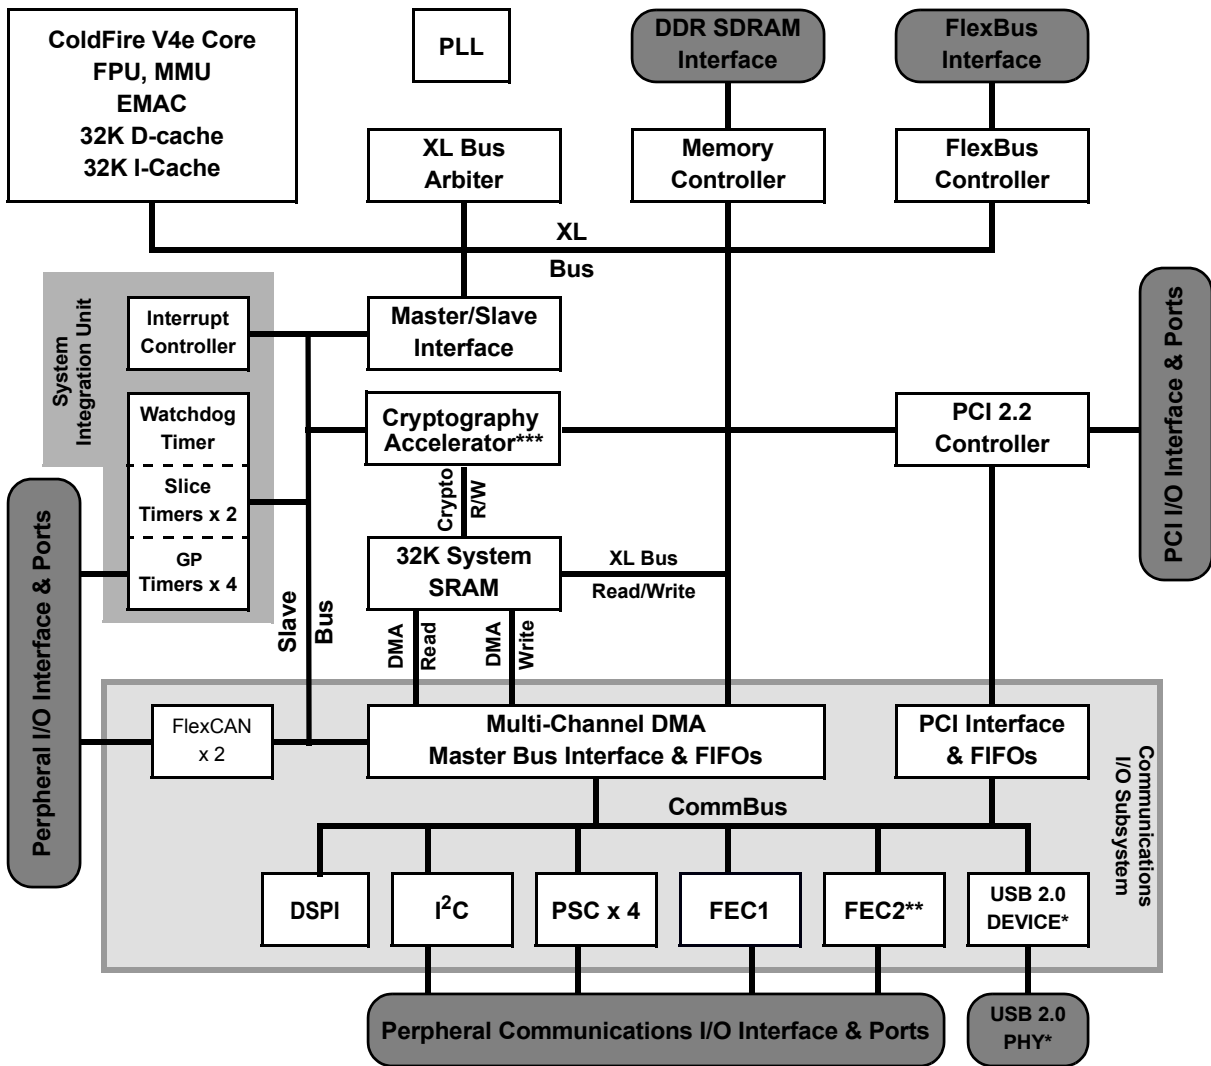 ColdFire V4e Core
FPU, MMU
EMAC
32K D-cache
32K I-Cache
PLL
DDR SDRAM
Interface
FlexBus
Interface
XL Bus
Arbiter
Memory
Controller
FlexBus
Controller
XL
Bus
System
Integration Unit
Interrupt
Controller
Master/Slave
Interface
Watchdog
Timer
Slice
Timers x 2
GP
Timers x 4
Cryptography
Accelerator***
PCI 2.2
Controller
PCI I/O Interface & Ports
Crypto
R/W
32K System
SRAM
XL Bus
Read/Write
Slave
Bus
DMA
Read
DMA
Write
Perpheral I/O Interface & Ports
FlexCAN
x 2
Multi-Channel DMA
Master Bus Interface & FIFOs
PCI Interface
& FIFOs
Communications
I/O Subsystem
CommBus
DSPI
I²C
PSC x 4
FEC1
FEC2**
USB 2.0
DEVICE*
Perpheral Communications I/O Interface & Ports
USB 2.0
PHY*